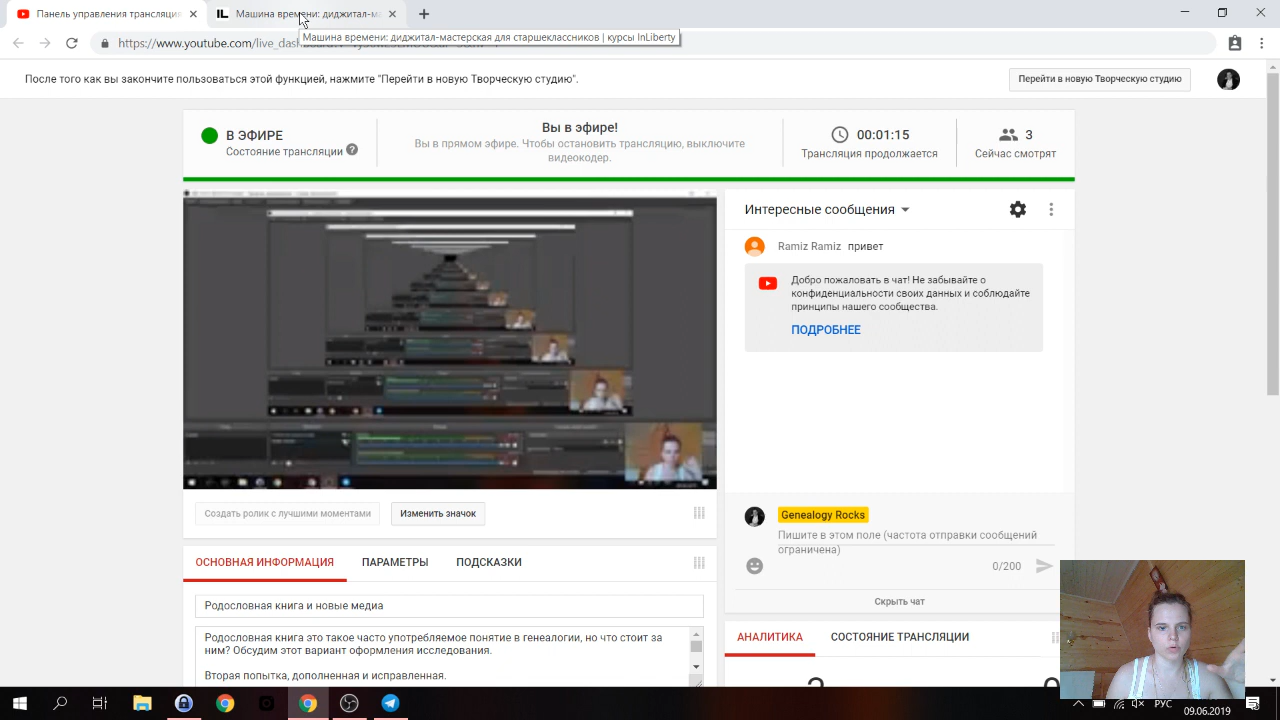 Панель управления трансляци
Машина времени: диджитал-ма
https://www.youtube.com/live_das
Машина времени: диджитал-мастерская для старшеклассников | курсы InLiberty
После того как вы закончите пользоваться этой функцией, нажмите "Перейти в новую Творческую студию".
Перейти в новую Творческую студию
В ЭФИРЕ
Состояние трансляции ?
Вы в эфире!
Вы в прямом эфире. Чтобы остановить трансляцию, выключите
видеокодер.
00:01:15
Трансляция продолжается
3
Сейчас смотрят
Интересные сообщения
Ramiz Ramiz привет
Добро пожаловать в чат! Не забывайте о
конфиденциальности своих данных и соблюдайте
принципы нашего сообщества.
ПОДРОБНЕЕ
Genealogy Rocks
Пишите в этом поле (частота отправки сообщений
ограничена)
0/200
Скрыть чат
Создать ролик с лучшими моментами
Изменить значок
ОСНОВНАЯ ИНФОРМАЦИЯ ПАРАМЕТРЫ ПОДСКАЗКИ
Родословная книга и новые медиа
Родословная книга это такое часто употребляемое понятие в генеалогии, но что стоит за
ним? Обсудим этот вариант оформления исследования.
Вторая попытка, дополненная и исправленная.
АНАЛИТИКА СОСТОЯНИЕ ТРАНСЛЯЦИИ
РУС
09.06.2019